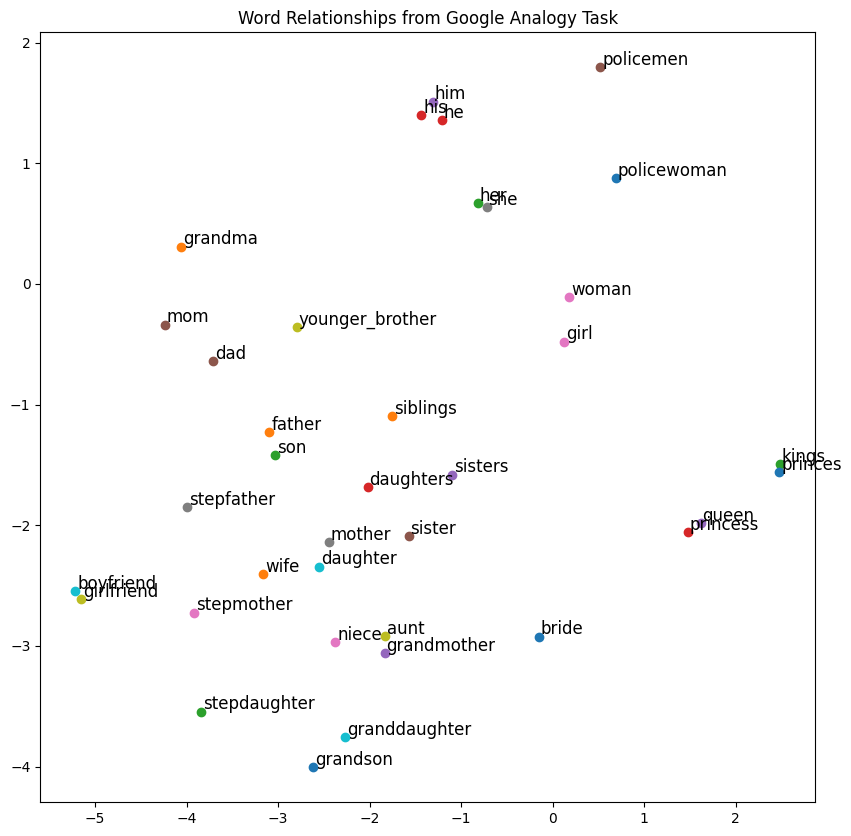 Word Relationships from Google Analogy Task
2
policemen
him
his
he
1
policewoman
her
she
grandma
0
woman
mom
younger_brother
girl
dad
−1
siblings
father
son
kings
princes
sisters
daughters
stepfather
queen
−2
princess
sister
mother
daughter
wife
boyfriend
girlfriend
stepmother
aunt
bride
niece
−3
grandmother
stepdaughter
granddaughter
grandson
−4
−5 −4 −3 −2 −1 0 1 2